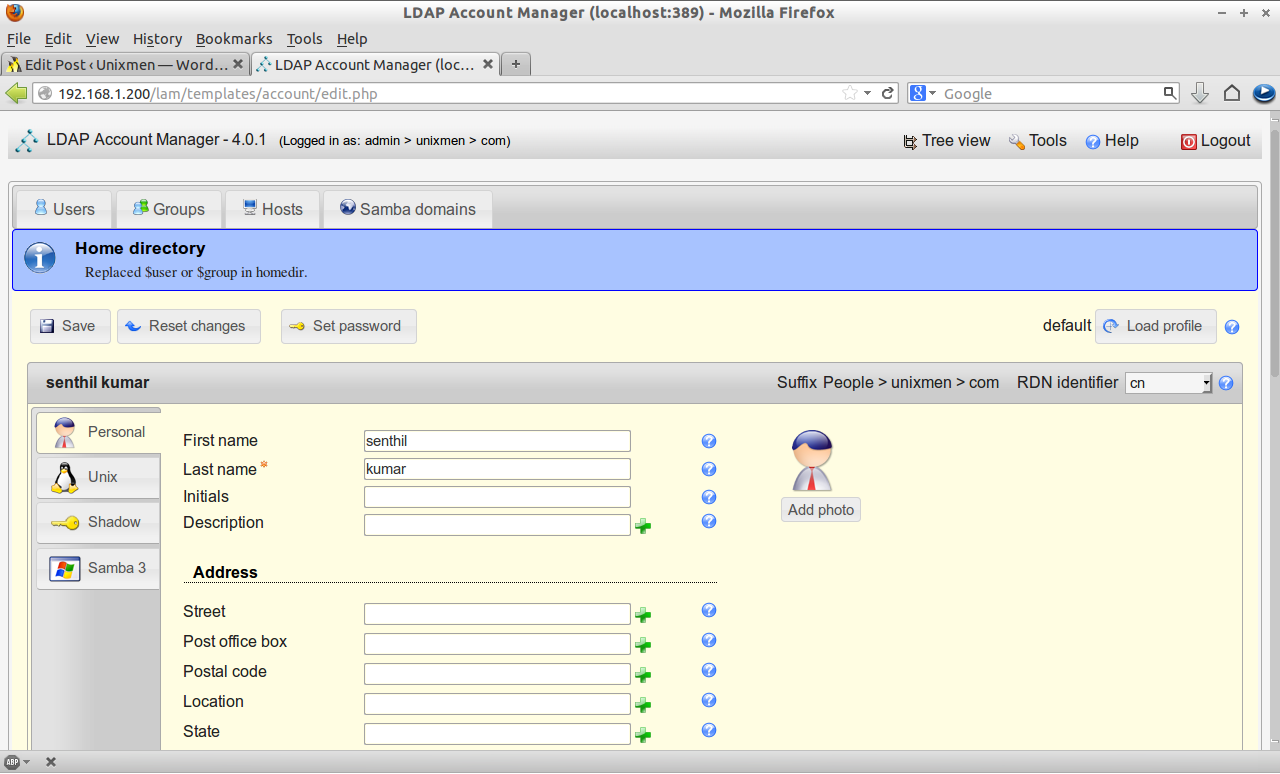 LDAP Account Manager (localhost:389) - Mozilla Firefox
File Edit View History Bookmarks Tools Help
Edit Post ‹ Unixmen — Word... LDAP Account Manager (loc...
192.168.1.200/lam/templates/account/edit.php Google
LDAP Account Manager - 4.0.1 (Logged in as: admin > unixmen > com) Tree view Tools Help Logout
Users Groups Hosts Samba domains
Home directory
Replaced $user or $group in homedir.
Save Reset changes Set password default Load profile
senthil kumar Suffix People > unixmen > com RDN identifier cn
Personal
Unix
Shadow
Samba 3
First name senthil
Last name * kumar
Initials
Description
Add photo
Address
Street
Post office box
Postal code
Location
State
ABP